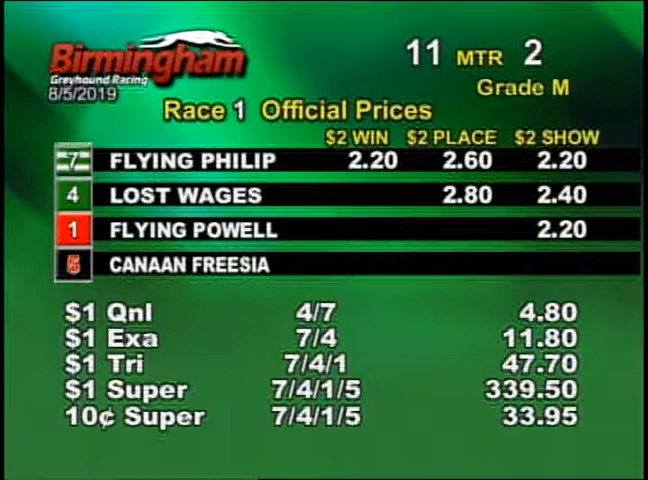 Birmingham
Greyhound Racing
8/5/2019
11 MTR 2
Grade M
Race 1 Official Prices
$2 WIN $2 PLACE $2 SHOW
7 FLYING PHILIP 2.20 2.60 2.20
4 LOST WAGES 2.80 2.40
1 FLYING POWELL 2.20
5 CANAAN FREESIA
$1 Qnl 4/7 4.80
$1 Exa 7/4 11.80
$1 Tri 7/4/1 47.70
$1 Super 7/4/1/5 339.50
10¢ Super 7/4/1/5 33.95